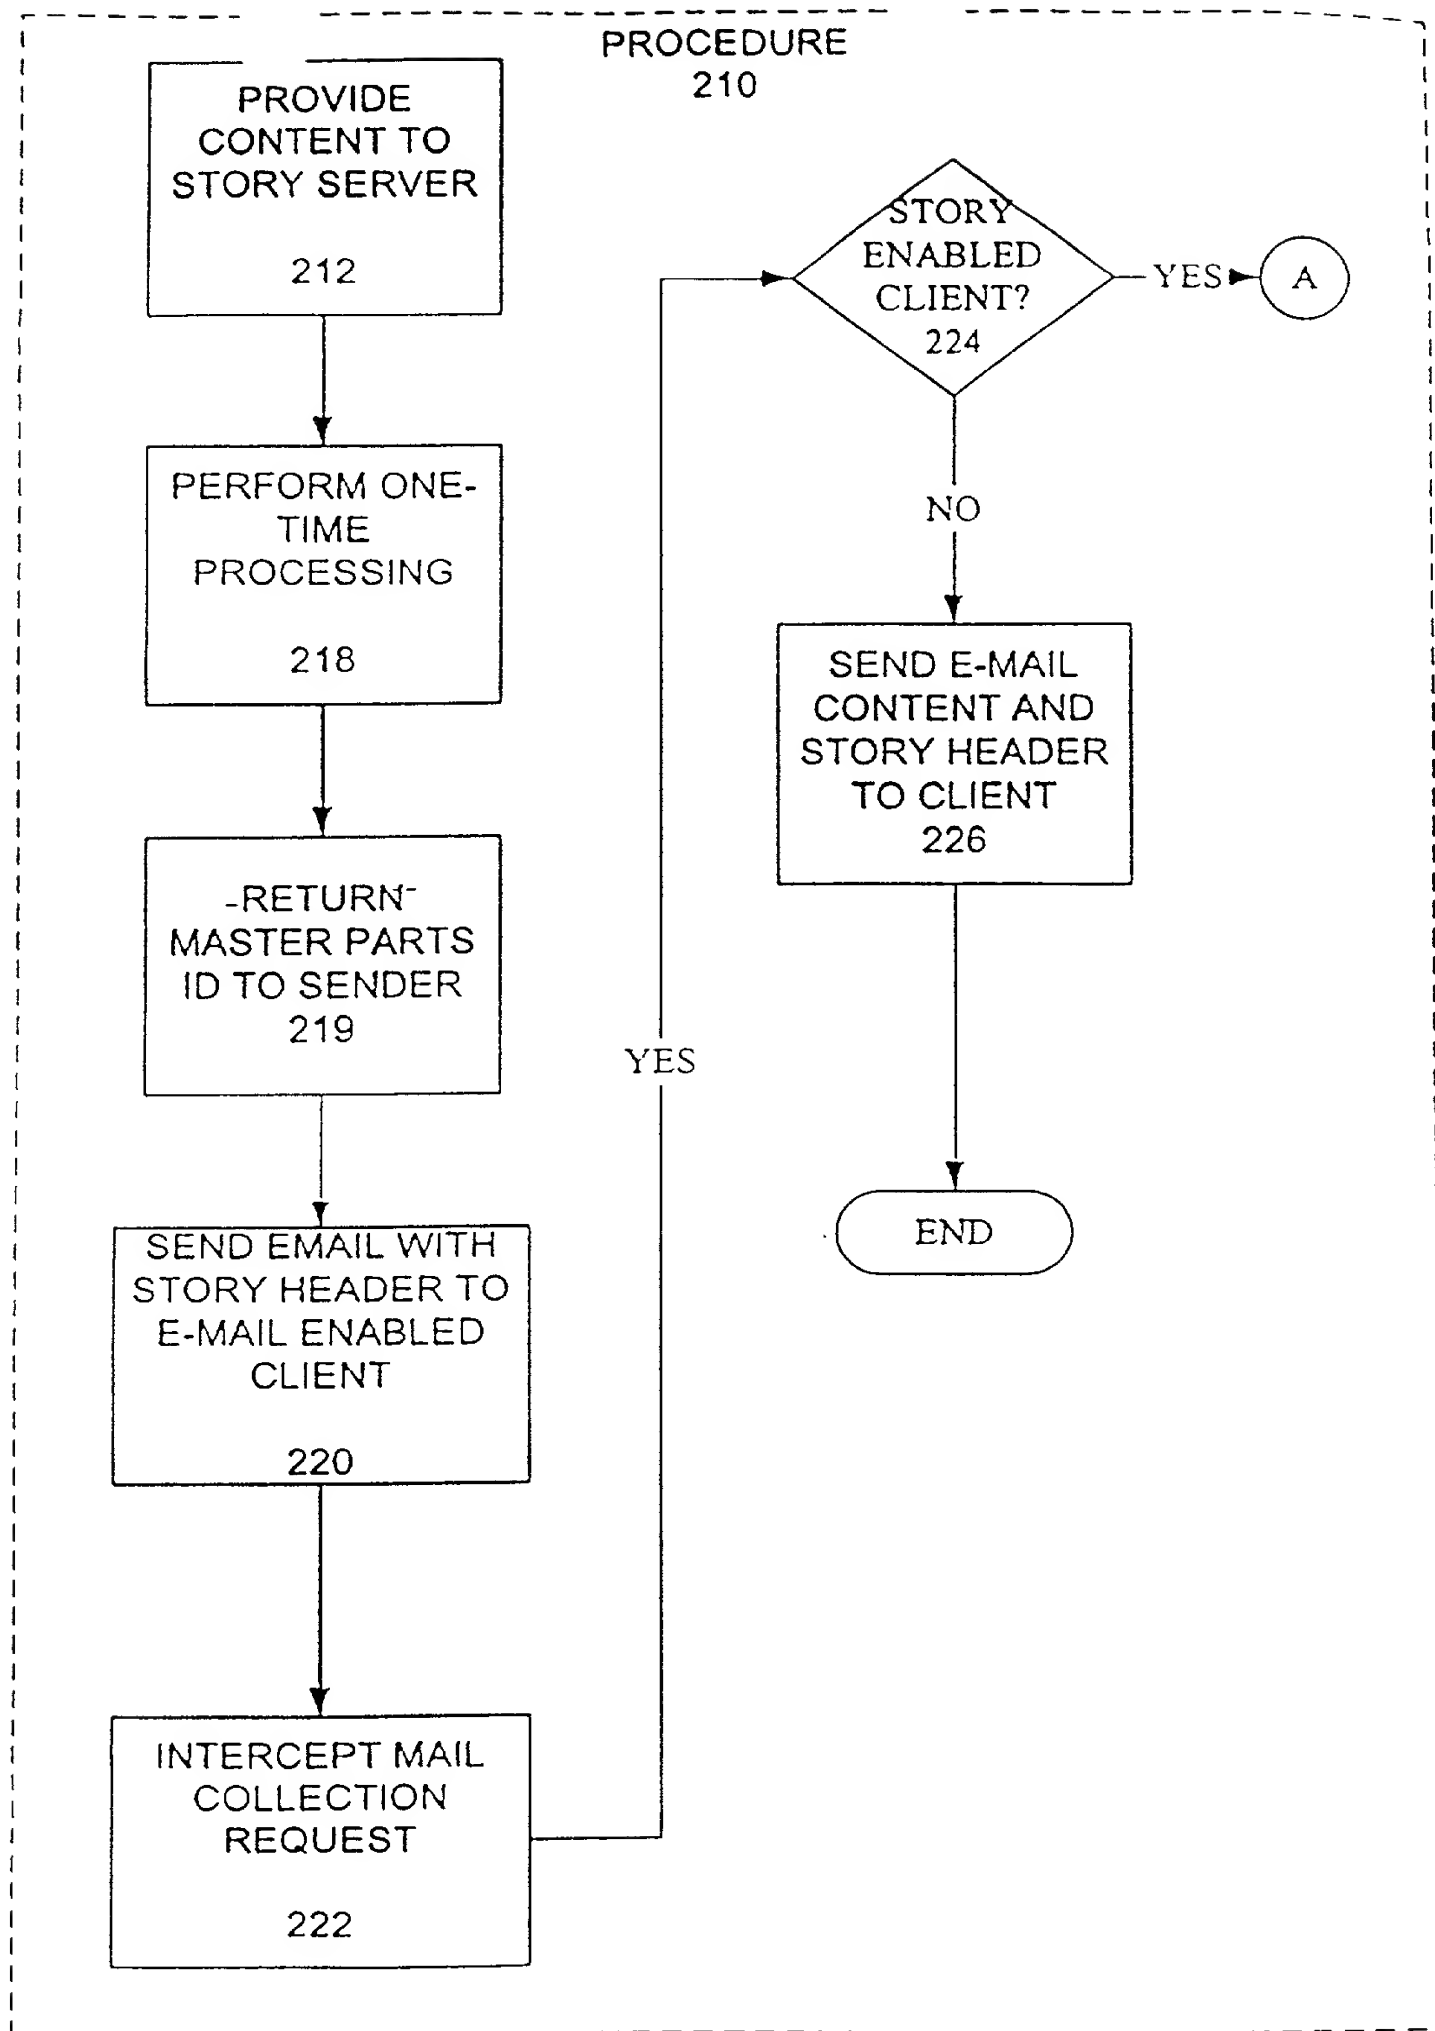 PROCEDURE
210
PROVIDE
CONTENT TO
STORY SERVER
212
PERFORM ONE-
TIME
PROCESSING
218
RETURN
MASTER PARTS
ID TO SENDER
219
SEND EMAIL WITH
STORY HEADER TO
E-MAIL ENABLED
CLIENT
220
INTERCEPT MAIL
COLLECTION
REQUEST
222
YES
STORY
ENABLED
CLIENT?
224
YES
A
NO
SEND E-MAIL
CONTENT AND
STORY HEADER
TO CLIENT
226
END